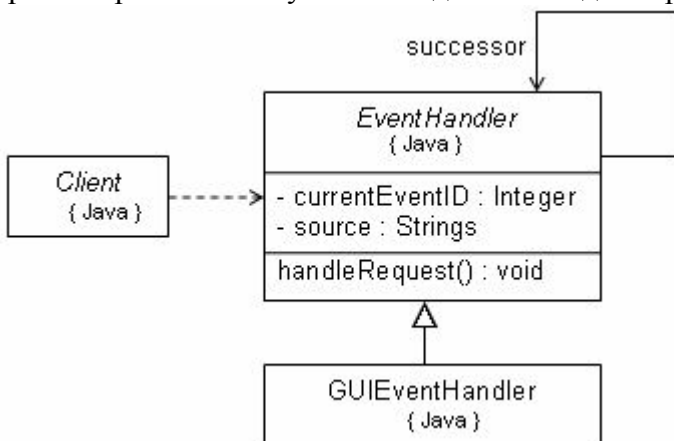 successor
EventHandler
{ Java }
Client
{ Java }
- currentEventID : Integer
- source : Strings
handleRequest() : void
GUIEventHandler
{ Java }